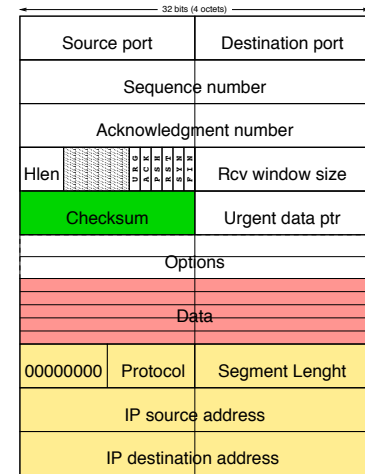 32 bits (4 octets)
Source port Destination port
Sequence number
Acknowledgment number
Hlen URG ACK PSH RST SYN FIN Rcv window size
Checksum Urgent data ptr
Options
Data
00000000 Protocol Segment Lenght
IP source address
IP destination address